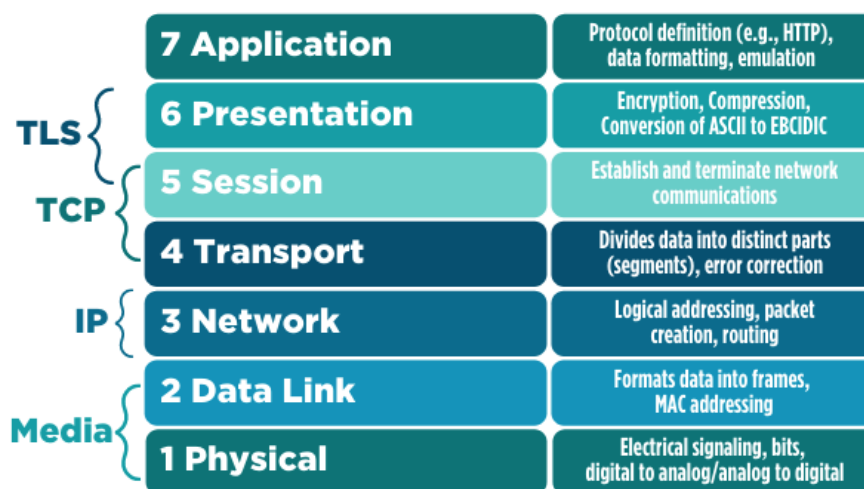 7 Application
Protocol definition (e.g., HTTP),
data formatting, emulation
TLS
6 Presentation
Encryption, Compression,
Conversion of ASCII to EBCIDIC
TCP
5 Session
Establish and terminate network
communications
4 Transport
Divides data into distinct parts
(segments), error correction
IP
3 Network
Logical addressing, packet
creation, routing
Media
2 Data Link
Formats data into frames,
MAC addressing
1 Physical
Electrical signaling, bits,
digital to analog/analog to digital